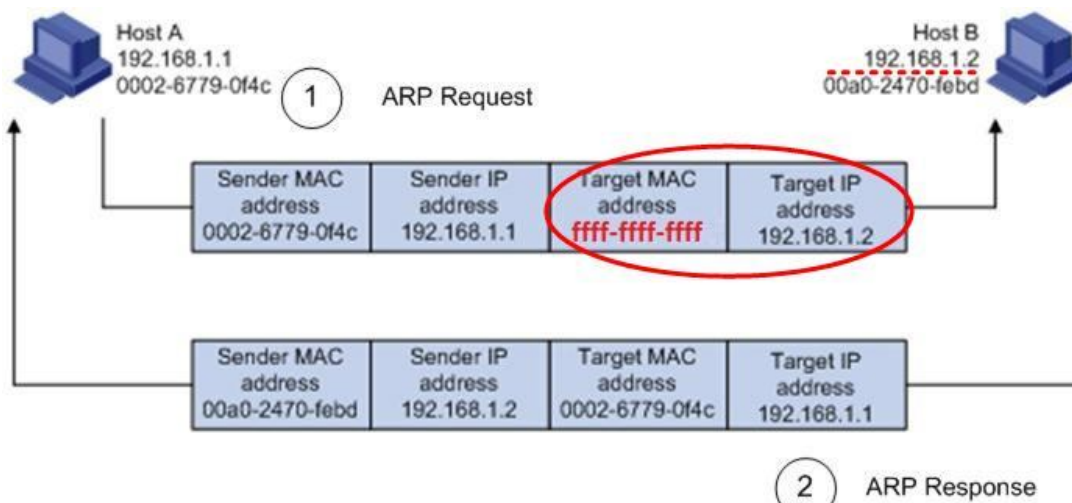 Host A
192.168.1.1
0002-6779-0f4c
1
ARP Request
Host B
192.168.1.2
00a0-2470-febd
Sender MAC
address
0002-6779-0f4c
Sender IP
address
192.168.1.1
Target MAC
address
ffff-ffff-ffff
Target IP
address
192.168.1.2
Sender MAC
address
00a0-2470-febd
Sender IP
address
192.168.1.2
Target MAC
address
0002-6779-0f4c
Target IP
address
192.168.1.1
2
ARP Response